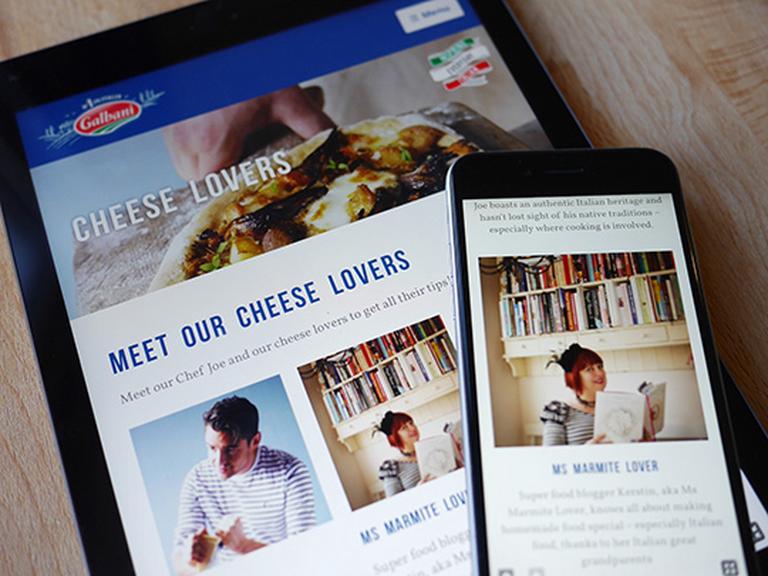 Menu
Galbani
CHEESE LOVERS
MEET OUR CHEESE LOVERS
Meet our Chef Joe and our cheese lovers to get all their tips!
MS MARMITE LOV
Super food blogg
Kerstin, aka Ms
Joe boasts an authentic Italian heritage and
hasn't lost sight of his native traditions –
especially where cooking is involved.
MS MARMITE LOVER
Super food blogger Kerstin, aka Ms
Marmite Lover, knows all about making
homemade food special – especially Italian
food, thanks to her Italian great
grandparents